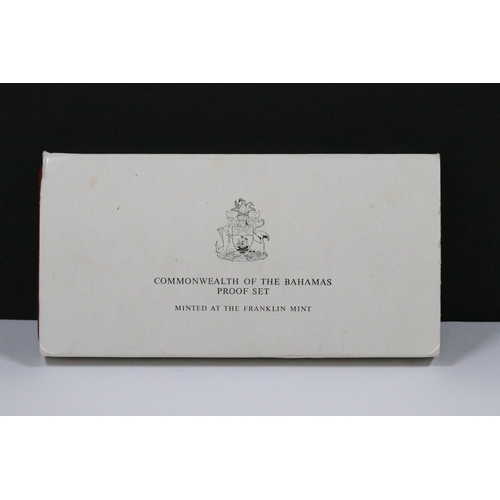 COMMONWEALTH OF THE BAHAMAS
PROOF SET
MINTED AT THE FRANKLIN MINT